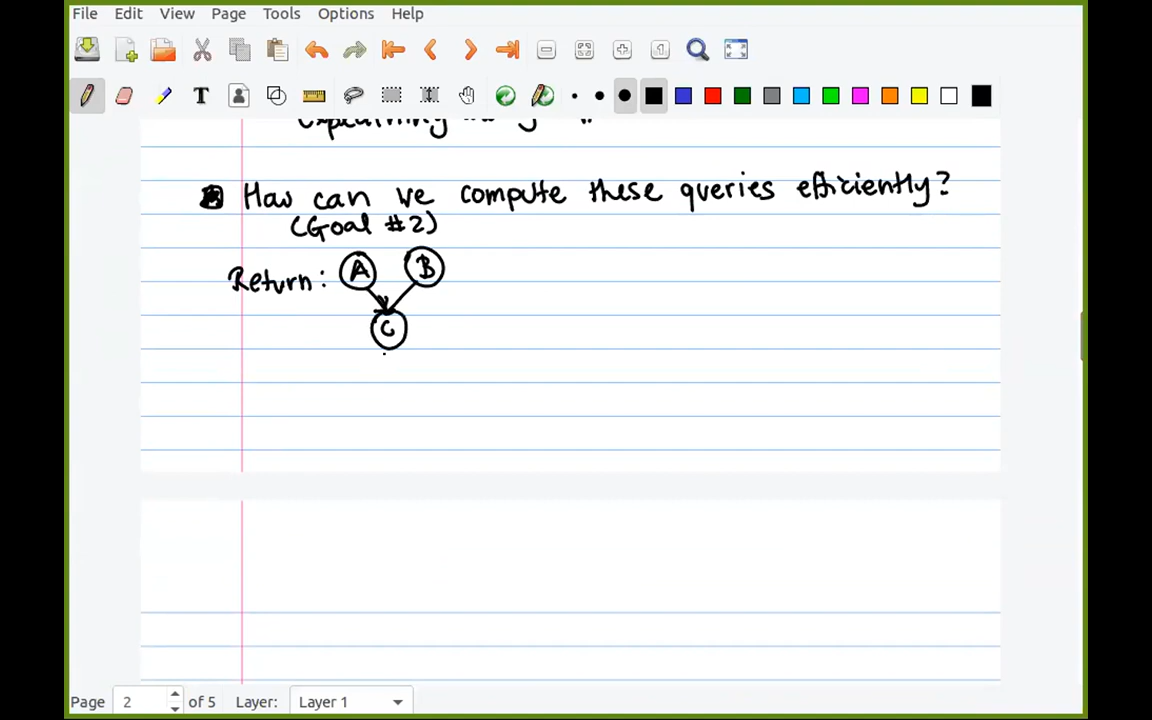 File Edit View Page Tools Options Help
How can we compute these queries efficiently?
(Goal #2)
Return: A B
C
Page 2 of 5 Layer: Layer 1